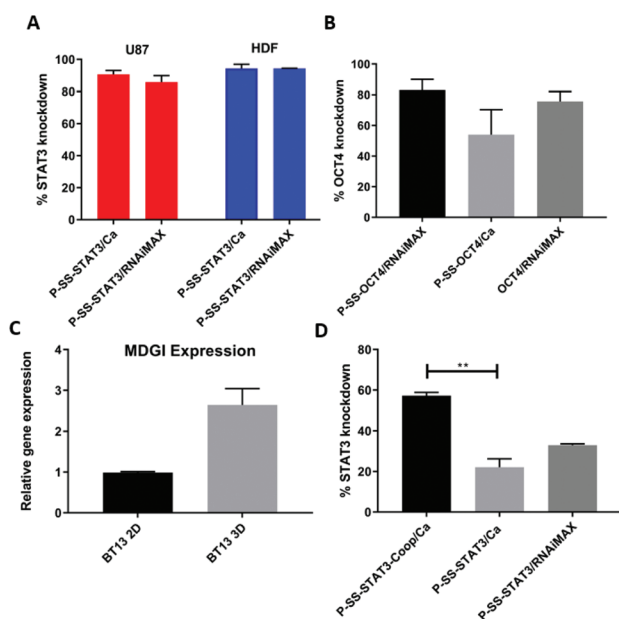 A
U87
HDF
% STAT3 knockdown
100
80
60
40
20
0
P-SS-STAT3/Ca
P-SS-STAT3/RNAiMAX
P-SS-STAT3/Ca
P-SS-STAT3/RNAiMAX
B
% OCT4 knockdown
100
80
60
40
20
0
P-SS-OCT4/RNAiMAX
P-SS-OCT4/Ca
OCT4/RNAiMAX
C
MDGI Expression
Relative gene expression
4
3
2
1
0
BT13 2D
BT13 3D
D
% STAT3 knockdown
80
60
40
20
0
**
P-SS-STAT3-Coop/Ca
P-SS-STAT3/Ca
P-SS-STAT3/RNAiMAX